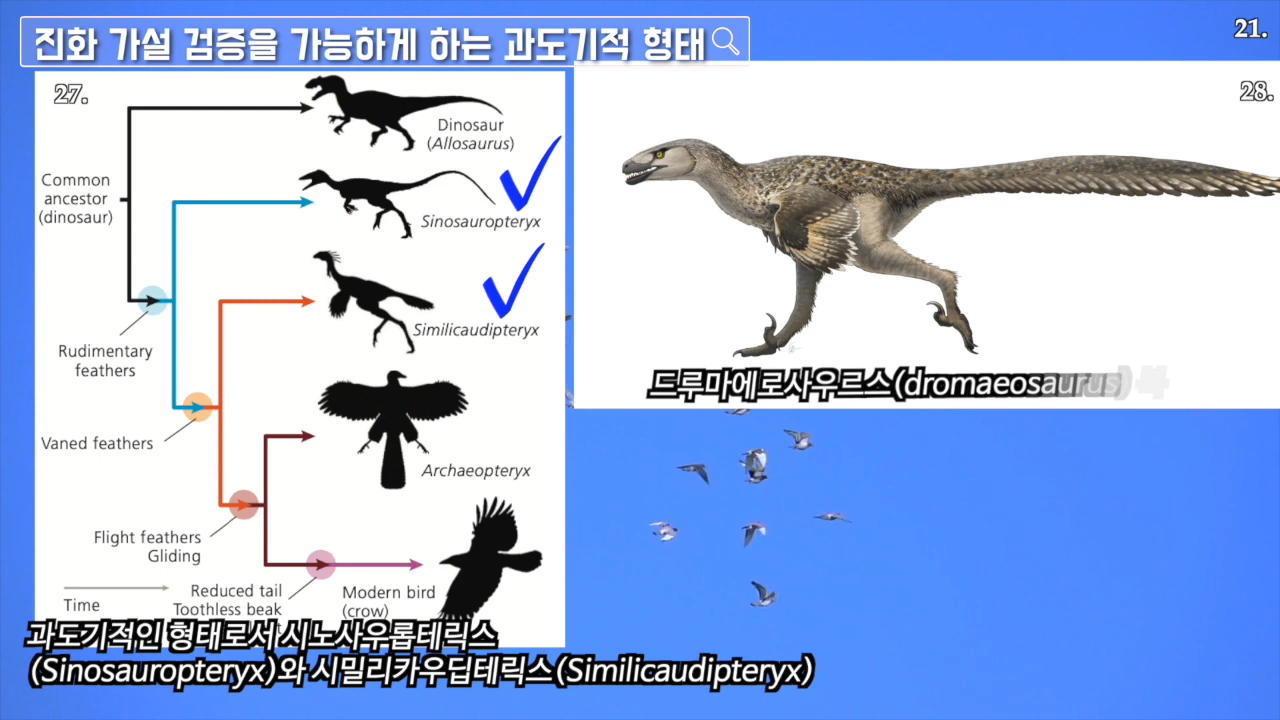 진화 가설 검증을 가능하게 하는 과도기적 형태
21.
27.
28.
Dinosaur
(Allosaurus)
Common
ancestor
(dinosaur)
Sinosauropteryx
Similicaudipteryx
Rudimentary
feathers
드루마에로사우르스(dromaeosaurus)
Vaned feathers
Archaeopteryx
Flight feathers
Gliding
Reduced tail
Toothless beak
Modern bird
(crow)
Time
과도기적인 형태로서 시노사우롭테릭스
(Sinosauropteryx)와 시밀리카우딥테릭스(Similicaudipteryx)